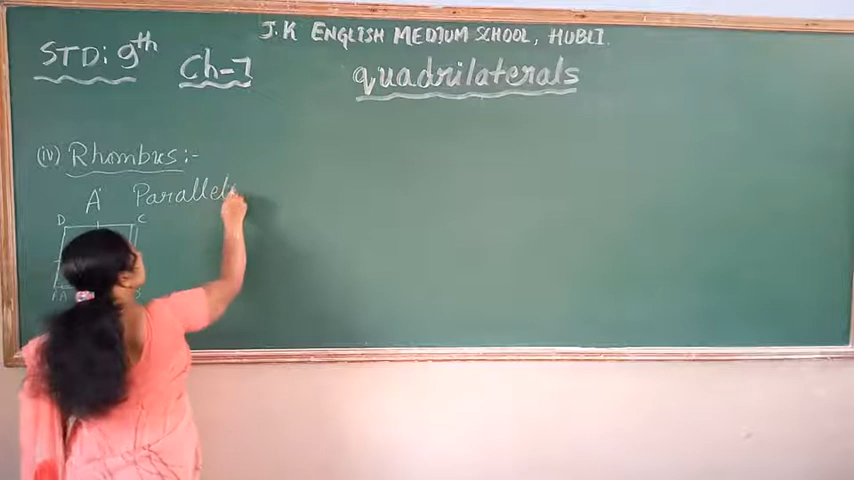 J.K ENGLISH MEDIUM SCHOOL, HUBLI.
STD: 9th Ch-7 quadrilaterals
(iv) Rhombus:-
A Parallel
D C
A